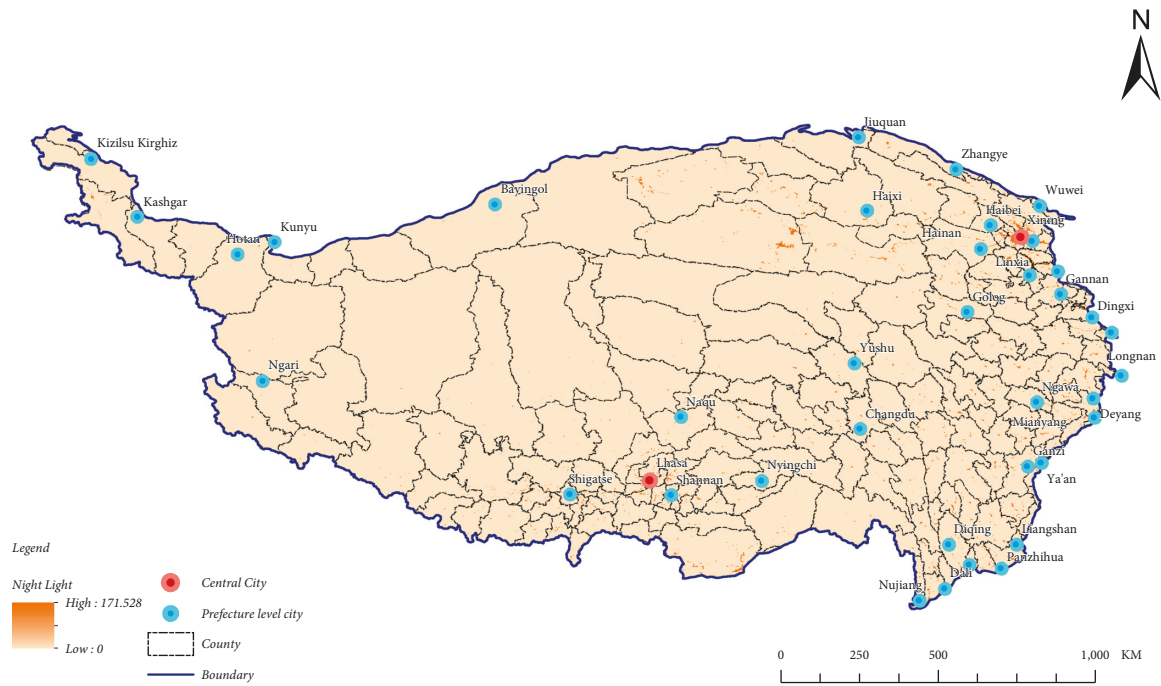 N
Jiuquan
Kizilsu Kirghiz
Zhangye
Bayingol
Wuwei
Kashgar
Haixi
Haibei
Xining
Kunyu
Hotan
Hainan
Linxia
Gannan
Golog
Dingxi
Yushu
Longnan
Ngari
Ngawa
Naqu
Changdu
Deyang
Mianyang
Ganzi
Lhasa
Nyingchi
Shigatse
Shannan
Ya'an
Diqing
Liangshan
Panzhihua
Dali
Nujiang
Legend
Night Light
High : 171.528
Low : 0
Central City
Prefecture level city
County
Boundary
0 250 500 1,000 KM